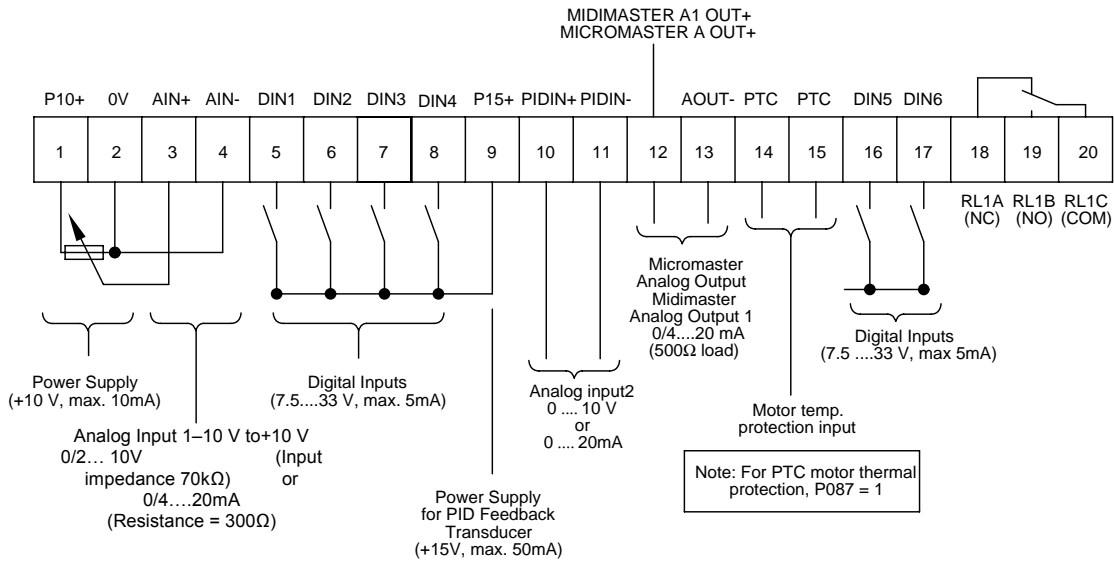 MIDIMASTER A1 OUT+
MICROMASTER A OUT+
P10+ 0V AIN+ AIN- DIN1 DIN2 DIN3 DIN4 P15+ PIDIN+ PIDIN- AOUT- PTC PTC DIN5 DIN6
1 2 3 4 5 6 7 8 9 10 11 12 13 14 15 16 17 18 19 20
RL1A RL1B RL1C
(NC) (NO) (COM)
Power Supply
(+10 V, max. 10mA)
Analog Input 1–10 V to+10 V
0/2… 10V (Input
impedance 70kΩ) or
0/4….20mA
(Resistance = 300Ω)
Digital Inputs
(7.5....33 V, max. 5mA)
Power Supply
for PID Feedback
Transducer
(+15V, max. 50mA)
Analog input2
0 .... 10 V
or
0 .... 20mA
Micromaster
Analog Output
Midimaster
Analog Output 1
0/4....20 mA
(500Ω load)
Motor temp.
protection input
Note: For PTC motor thermal
protection, P087 = 1
Digital Inputs
(7.5 ....33 V, max 5mA)